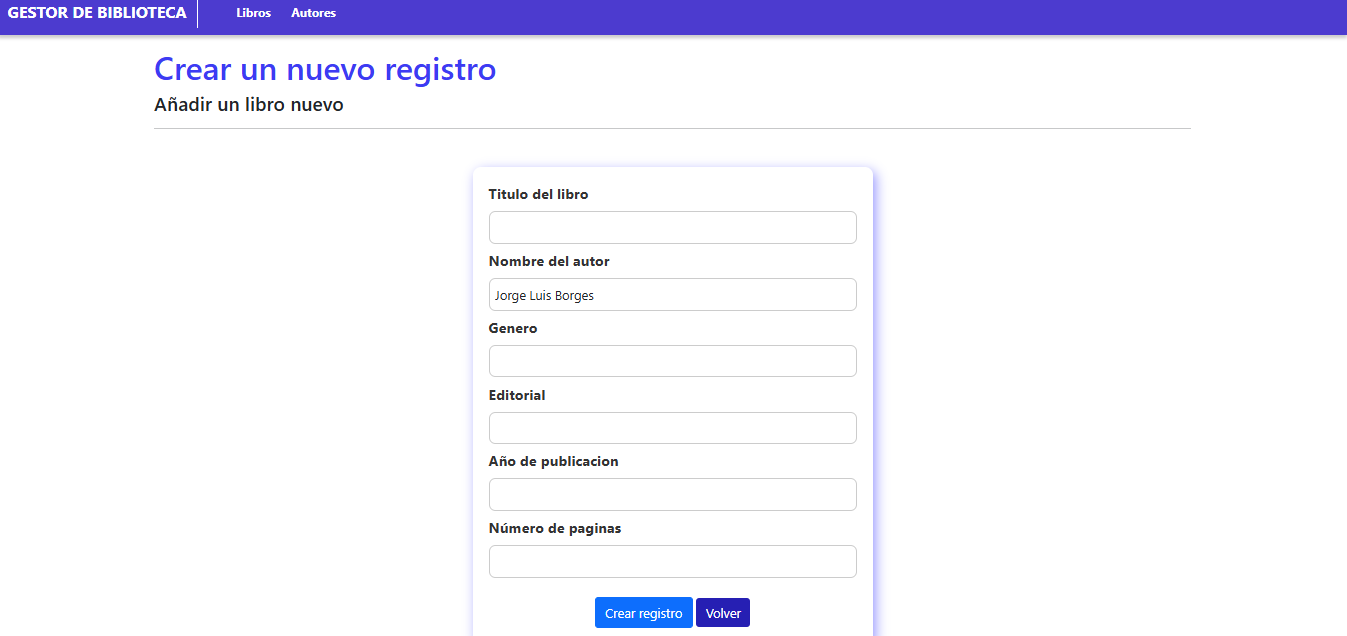 GESTOR DE BIBLIOTECA Libros Autores
Crear un nuevo registro
Añadir un libro nuevo
Titulo del libro
Nombre del autor
Jorge Luis Borges
Genero
Editorial
Año de publicacion
Número de paginas
Crear registro Volver